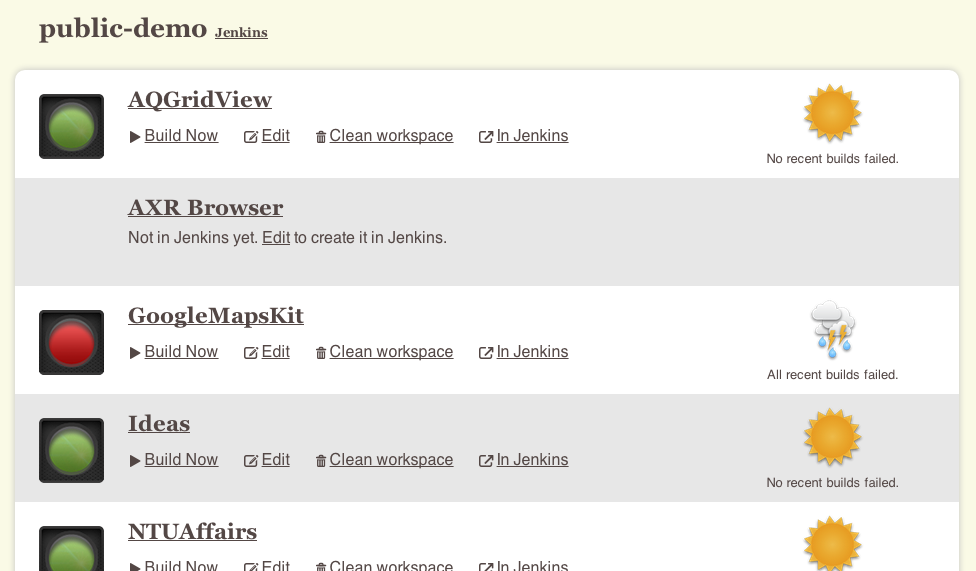 public-demo Jenkins
AQGridView
Build Now Edit Clean workspace In Jenkins
No recent builds failed.
AXR Browser
Not in Jenkins yet. Edit to create it in Jenkins.
GoogleMapsKit
Build Now Edit Clean workspace In Jenkins
All recent builds failed.
Ideas
Build Now Edit Clean workspace In Jenkins
No recent builds failed.
NTUAffairs
Build Now Edit Clean workspace In Jenkins